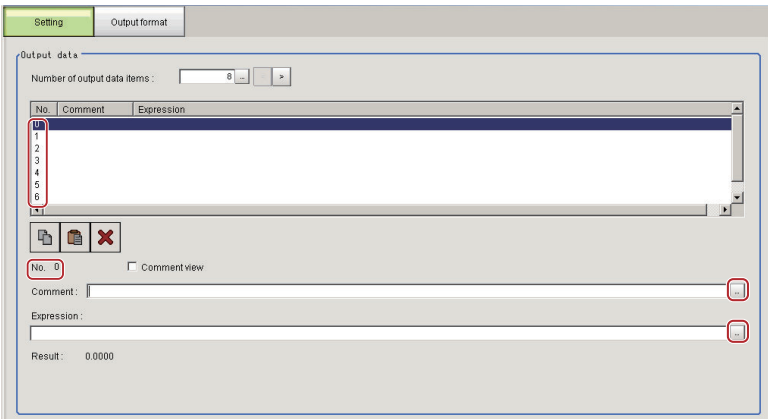 Setting Output format
Output data
Number of output data items : 8 ... < >
No. Comment Expression
0
1
2
3
4
5
6
No. 0 Comment view
Comment : ...
Expression :
...
Result : 0.0000